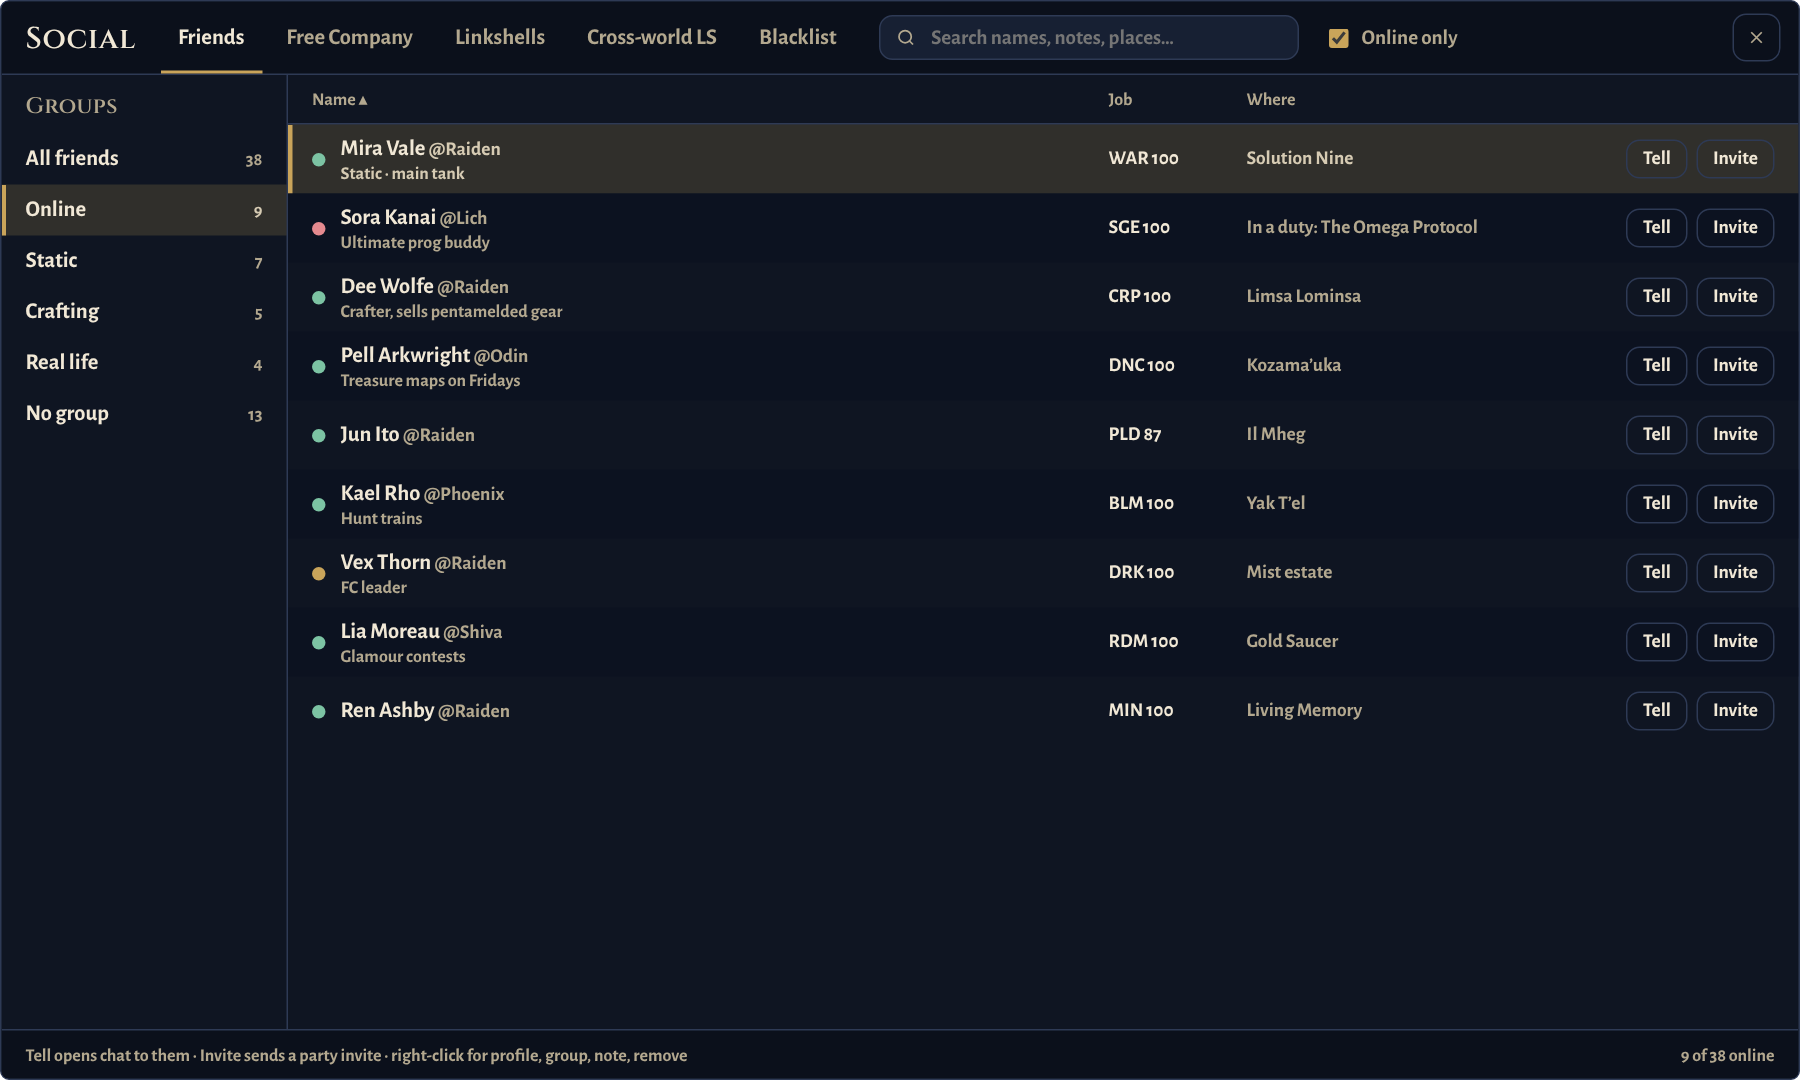 Social
Friends
Free Company
Linkshells
Cross-world LS
Blacklist
Search names, notes, places...
Online only
Groups
All friends 38
Online 9
Static 7
Crafting 5
Real life 4
No group 13
Name ▴ Job Where
Mira Vale @Raiden
Static · main tank
WAR 100 Solution Nine Tell Invite
Sora Kanai @Lich
Ultimate prog buddy
SGE 100 In a duty: The Omega Protocol Tell Invite
Dee Wolfe @Raiden
Crafter, sells pentamelded gear
CRP 100 Limsa Lominsa Tell Invite
Pell Arkwright @Odin
Treasure maps on Fridays
DNC 100 Kozama’uka Tell Invite
Jun Ito @Raiden
PLD 87 Il Mheg Tell Invite
Kael Rho @Phoenix
Hunt trains
BLM 100 Yak T’el Tell Invite
Vex Thorn @Raiden
FC leader
DRK 100 Mist estate Tell Invite
Lia Moreau @Shiva
Glamour contests
RDM 100 Gold Saucer Tell Invite
Ren Ashby @Raiden
MIN 100 Living Memory Tell Invite
Tell opens chat to them · Invite sends a party invite · right-click for profile, group, note, remove
9 of 38 online